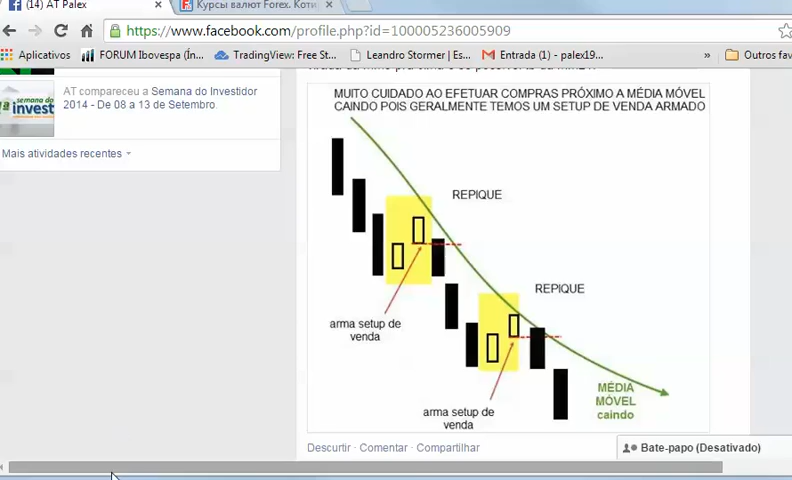 (14) AT Palex
Курсы валют Forex. Коти
https://www.facebook.com/profile.php?id=100005236005909
Aplicativos
FORUM Ibovespa (Ín...
TradingView: Free St...
Leandro Stormer | Es...
Entrada (1) - palex19...
»
Outros fav
AT compareceu a Semana do Investidor
2014 - De 08 a 13 de Setembro.
semana do
invest
Mais atividades recentes
MUITO CUIDADO AO EFETUAR COMPRAS PRÓXIMO A MÉDIA MÓVEL
CAINDO POIS GERALMENTE TEMOS UM SETUP DE VENDA ARMADO
REPIQUE
REPIQUE
arma setup de
venda
arma setup de
venda
MÉDIA
MÓVEL
caindo
Descurtir · Comentar · Compartilhar
Bate-papo (Desativado)